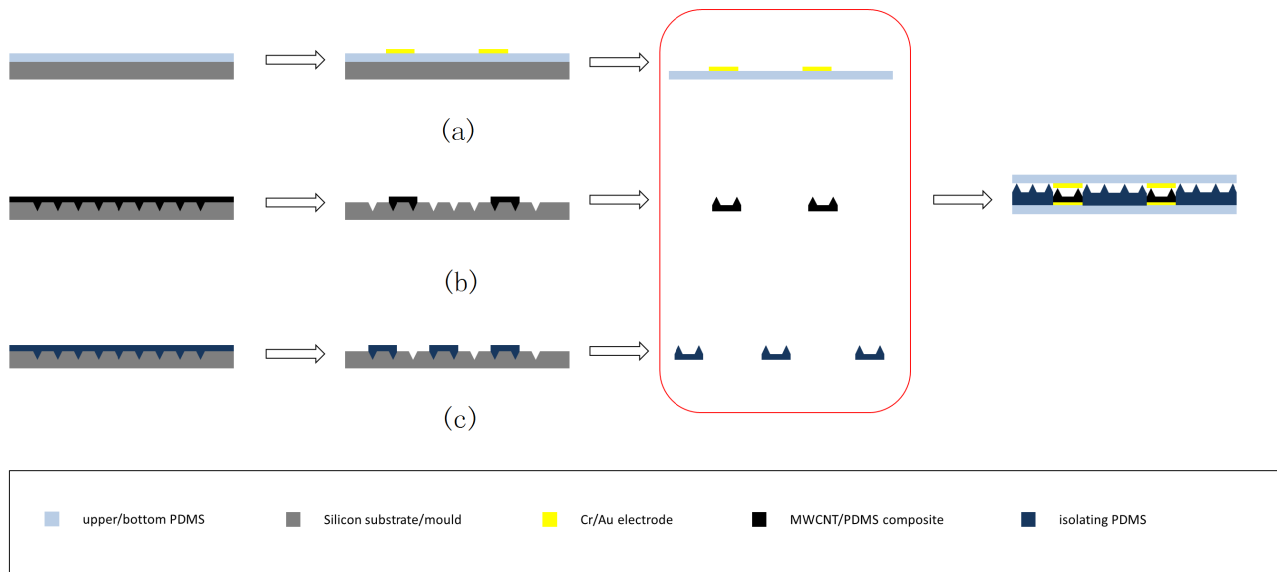 (a)
(b)
(c)
upper/bottom PDMS
Silicon substrate/mould
Cr/Au electrode
MWCNT/PDMS composite
isolating PDMS